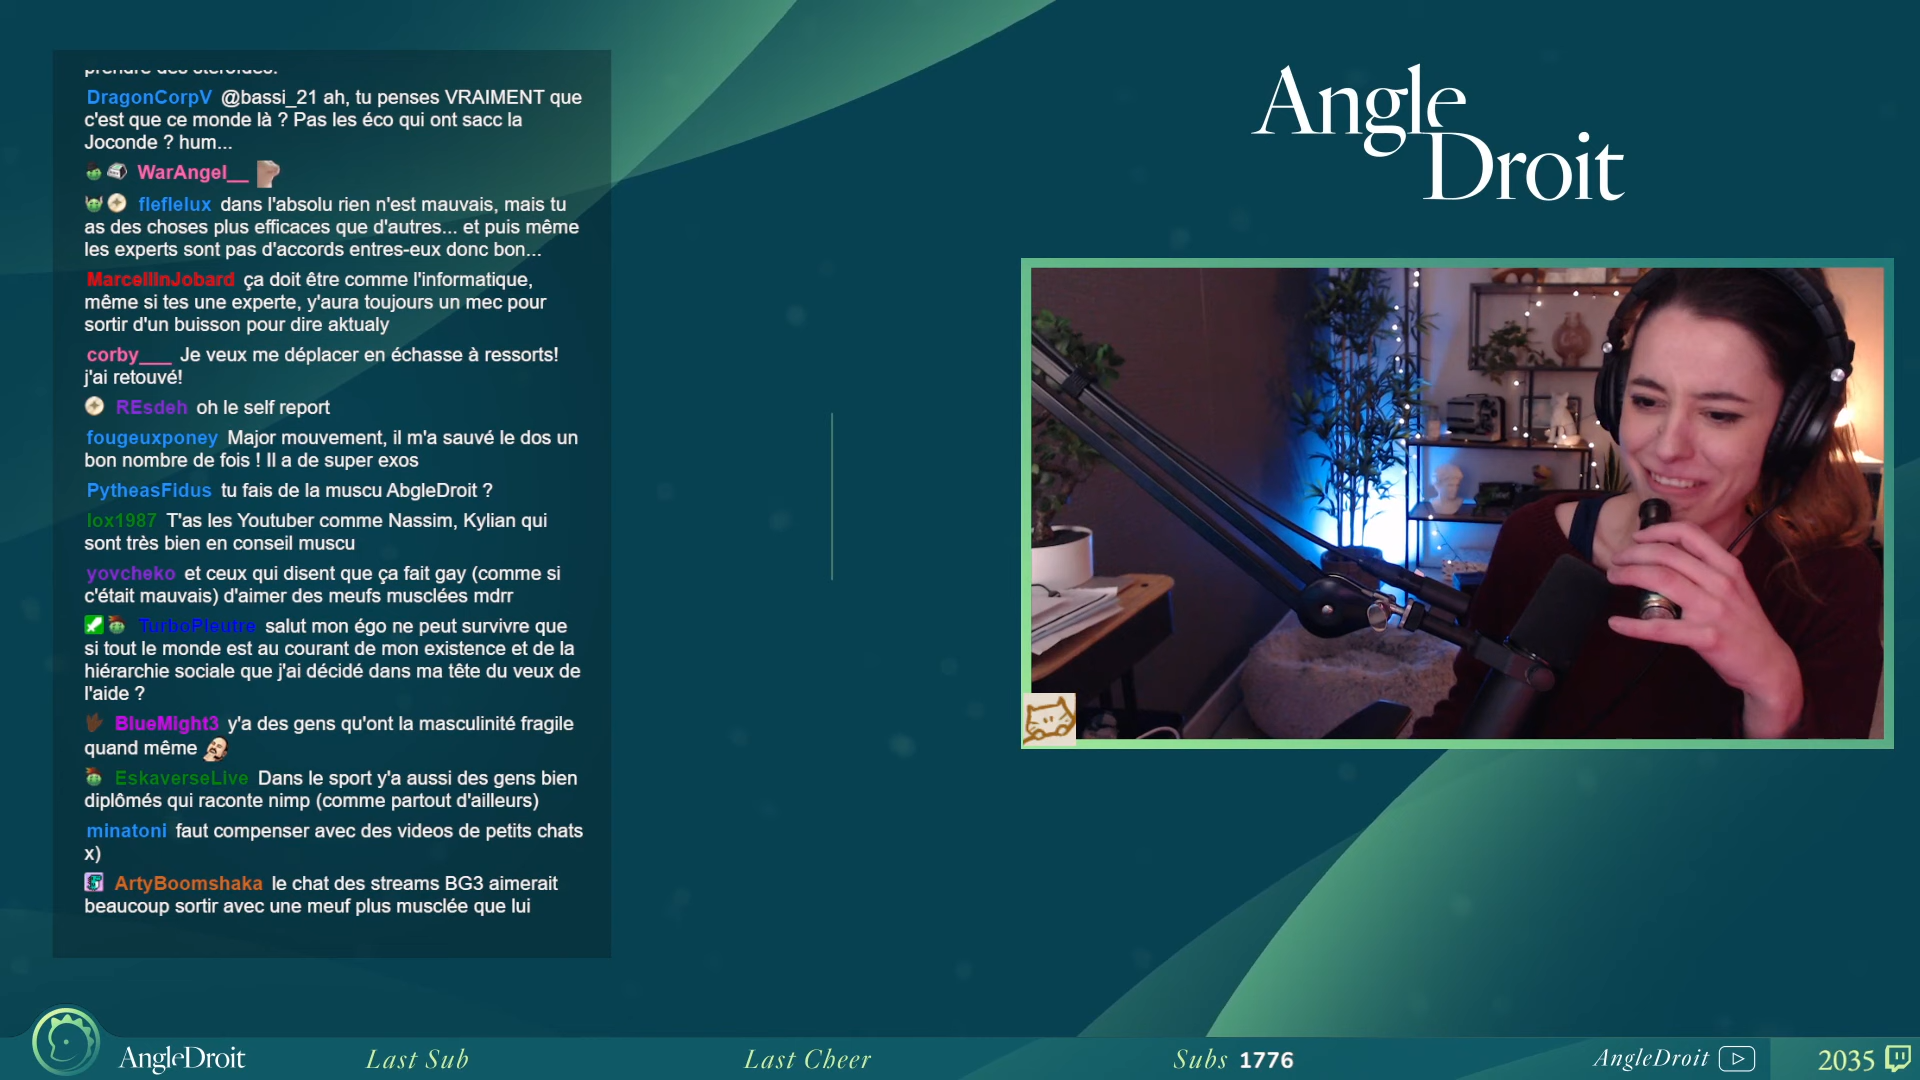 prendre des stéroïdes.
DragonCorpV @bassi_21 ah, tu penses VRAIMENT que
c'est que ce monde là ? Pas les éco qui ont sacc la
Joconde ? hum...
WarAngel__
fleflelux dans l'absolu rien n'est mauvais, mais tu
as des choses plus efficaces que d'autres... et puis même
les experts sont pas d'accords entres-eux donc bon...
MarcellinJobard ça doit être comme l'informatique,
même si tes une experte, y'aura toujours un mec pour
sortir d'un buisson pour dire aktualy
corby___ Je veux me déplacer en échasse à ressorts!
j'ai retouvé!
REsdeh oh le self report
fougeuxponey Major mouvement, il m'a sauvé le dos un
bon nombre de fois ! Il a de super exos
PytheasFidus tu fais de la muscu AbgleDroit ?
lox1987 T'as les Youtuber comme Nassim, Kylian qui
sont très bien en conseil muscu
yovcheko et ceux qui disent que ça fait gay (comme si
c'était mauvais) d'aimer des meufs musclées mdrr
TurboPleutre salut mon égo ne peut survivre que
si tout le monde est au courant de mon existence et de la
hiérarchie sociale que j'ai décidé dans ma tête du veux de
l'aide ?
BlueMight3 y'a des gens qu'ont la masculinité fragile
quand même
EskaverseLive Dans le sport y'a aussi des gens bien
diplômés qui raconte nimp (comme partout d'ailleurs)
minatoni faut compenser avec des videos de petits chats
x)
ArtyBoomshaka le chat des streams BG3 aimerait
beaucoup sortir avec une meuf plus musclée que lui
Angle
Droit
AngleDroit
Last Sub
Last Cheer
Subs 1776
AngleDroit
2035